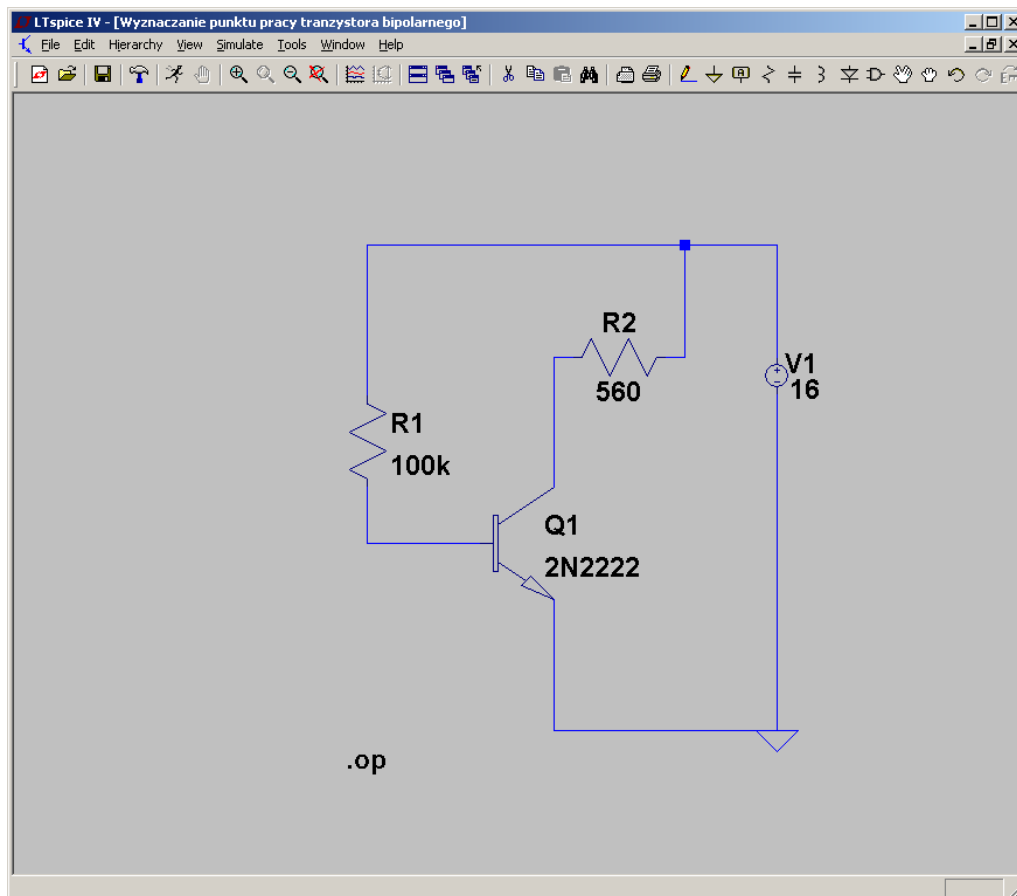 LTspice IV - [Wyznaczanie punktu pracy tranzystora bipolarnego]
File Edit Hierarchy View Simulate Tools Window Help
R2
560
V1
16
R1
100k
Q1
2N2222
.op